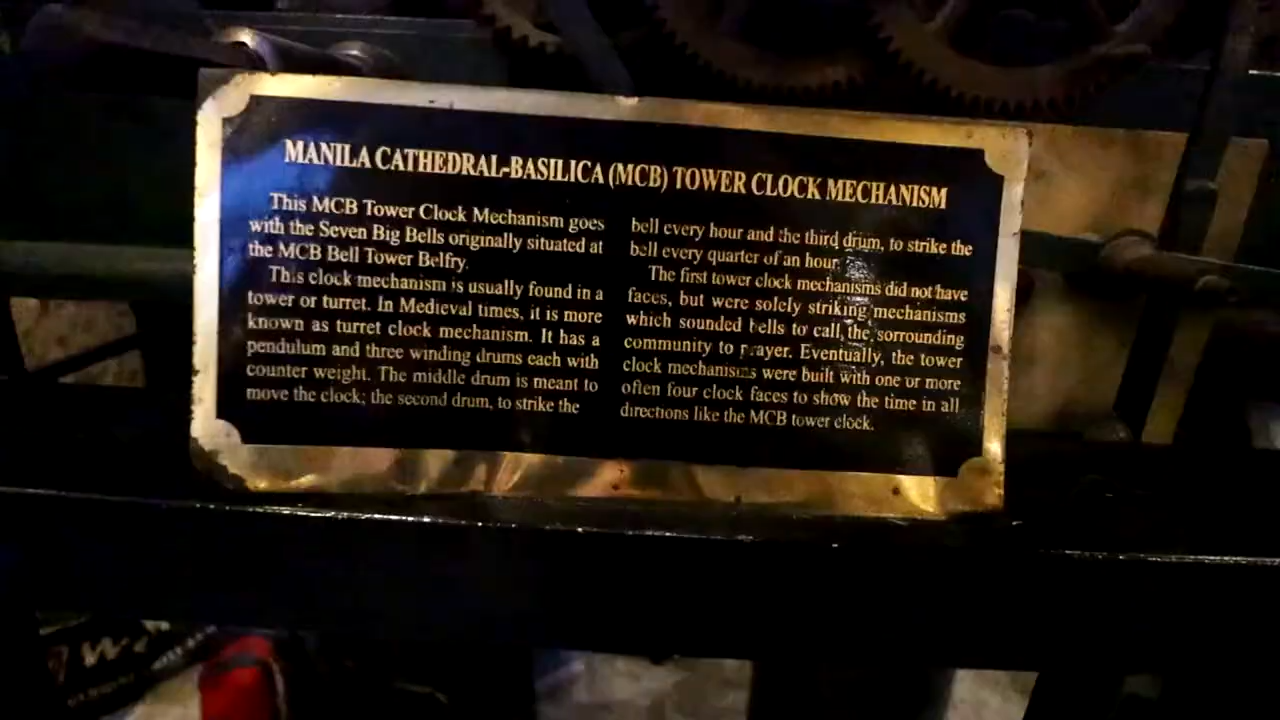 MANILA CATHEDRAL-BASILICA (MCB) TOWER CLOCK MECHANISM
This MCB Tower Clock Mechanism goes
with the Seven Big Bells originally situated at
the MCB Bell Tower Belfry.
This clock mechanism is usually found in a
tower or turret. In Medieval times, it is more
known as turret clock mechanism. It has a
pendulum and three winding drums each with
counter weight. The middle drum is meant to
move the clock; the second drum, to strike the
bell every hour and the third drum, to strike the
bell every quarter of an hour.
The first tower clock mechanisms did not have
faces, but were solely striking mechanisms
which sounded bells to call the sorrounding
community to prayer. Eventually, the tower
clock mechanisms were built with one or more
often four clock faces to show the time in all
directions like the MCB tower clock.